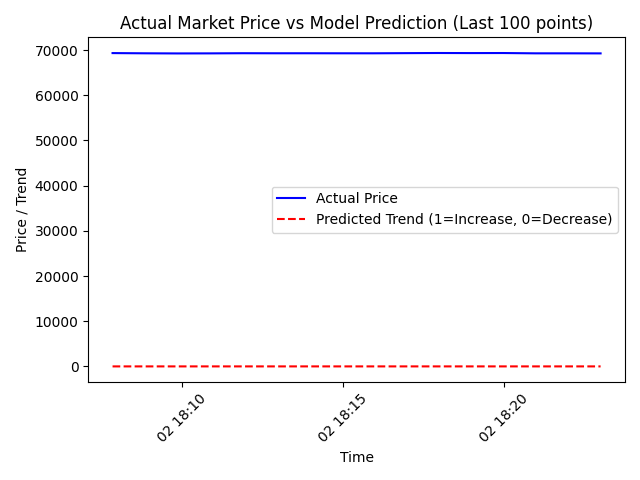 Actual Market Price vs Model Prediction (Last 100 points)
70000
60000
50000
40000
30000
20000
10000
0
Price / Trend
Actual Price
Predicted Trend (1=Increase, 0=Decrease)
02 18:10
02 18:15
02 18:20
Time